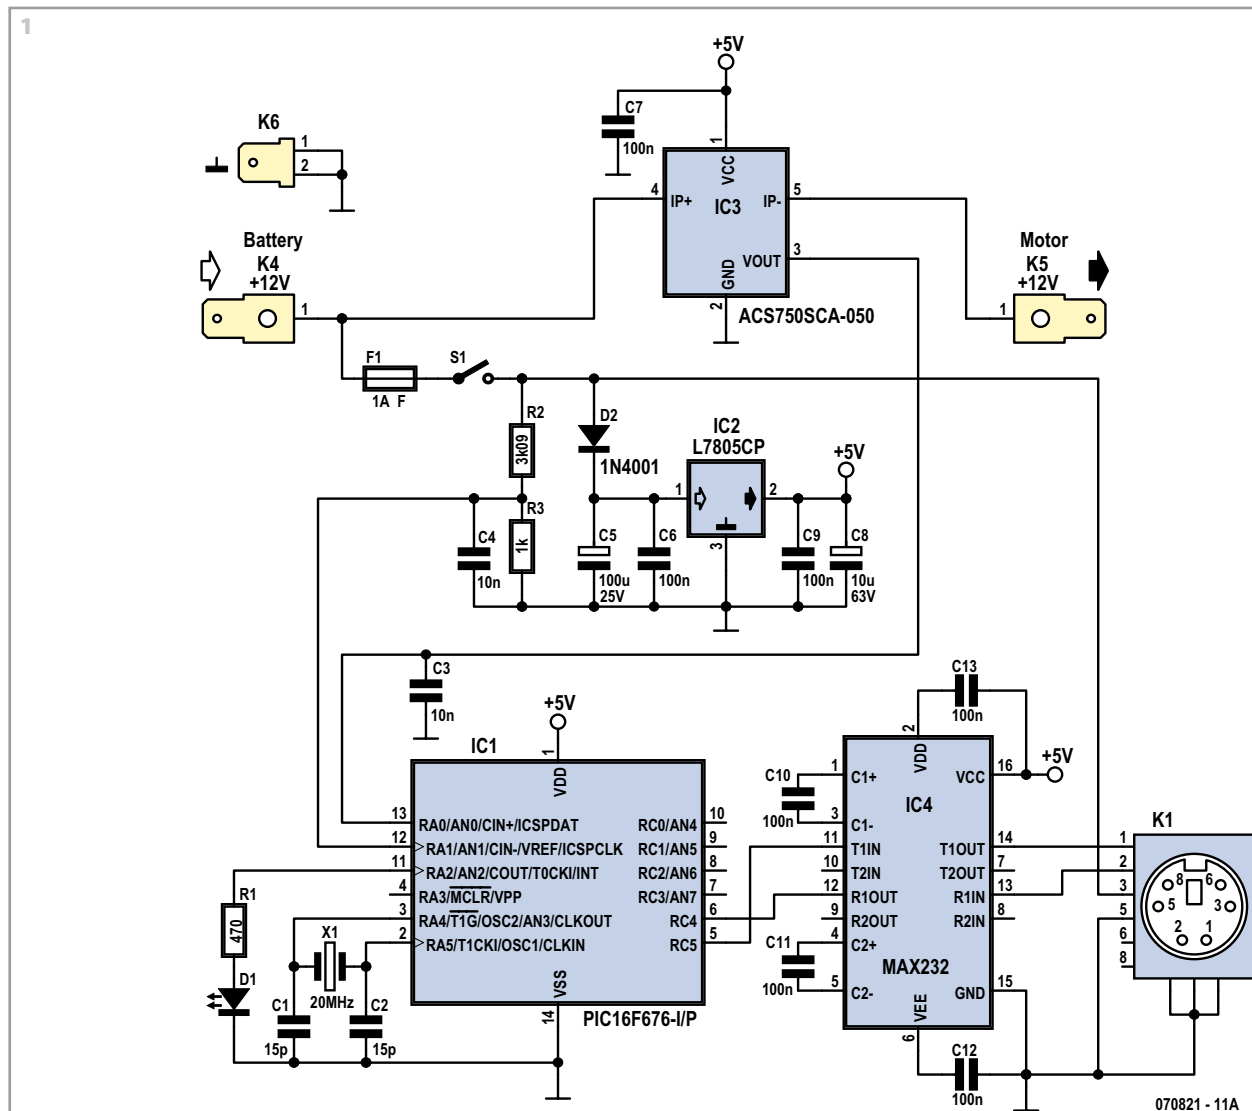 1
+5V
C7
100n
K6
1
2
1
VCC
4
IP+
IC3
IP-
5
VOUT
3
GND
2
ACS750SCA-050
Battery
K4
+12V
1
Motor
K5
+12V
1
F1
1A F
S1
R2
3k09
D2
1N4001
IC2
L7805CP
1
2
3
+5V
R3
1k
C4
10n
C5
100u
25V
C6
100n
C9
100n
C8
10u
63V
C3
10n
+5V
IC1
1
VDD
13
RA0/AN0/CIN+/ICSPDAT
12
RA1/AN1/CIN-/VREF/ICSPCLK
11
RA2/AN2/COUT/T0CKI/INT
4
RA3/MCLR/VPP
3
RA4/T1G/OSC2/AN3/CLKOUT
2
RA5/T1CKI/OSC1/CLKIN
RC0/AN4
10
RC1/AN5
9
RC2/AN6
8
RC3/AN7
7
RC4
6
RC5
5
VSS
14
PIC16F676-I/P
R1
470
D1
X1
20MHz
C1
15p
C2
15p
C13
100n
2
VDD
+5V
C10
100n
1
C1+
3
C1-
11
T1IN
10
T2IN
12
R1OUT
9
R2OUT
4
C2+
5
C2-
C11
100n
IC4
MAX232
VCC
16
T1OUT
14
T2OUT
7
R1IN
13
R2IN
8
GND
15
VEE
6
C12
100n
K1
1
2
3
5
6
8
8
6
5
3
2
1
070821 - 11A